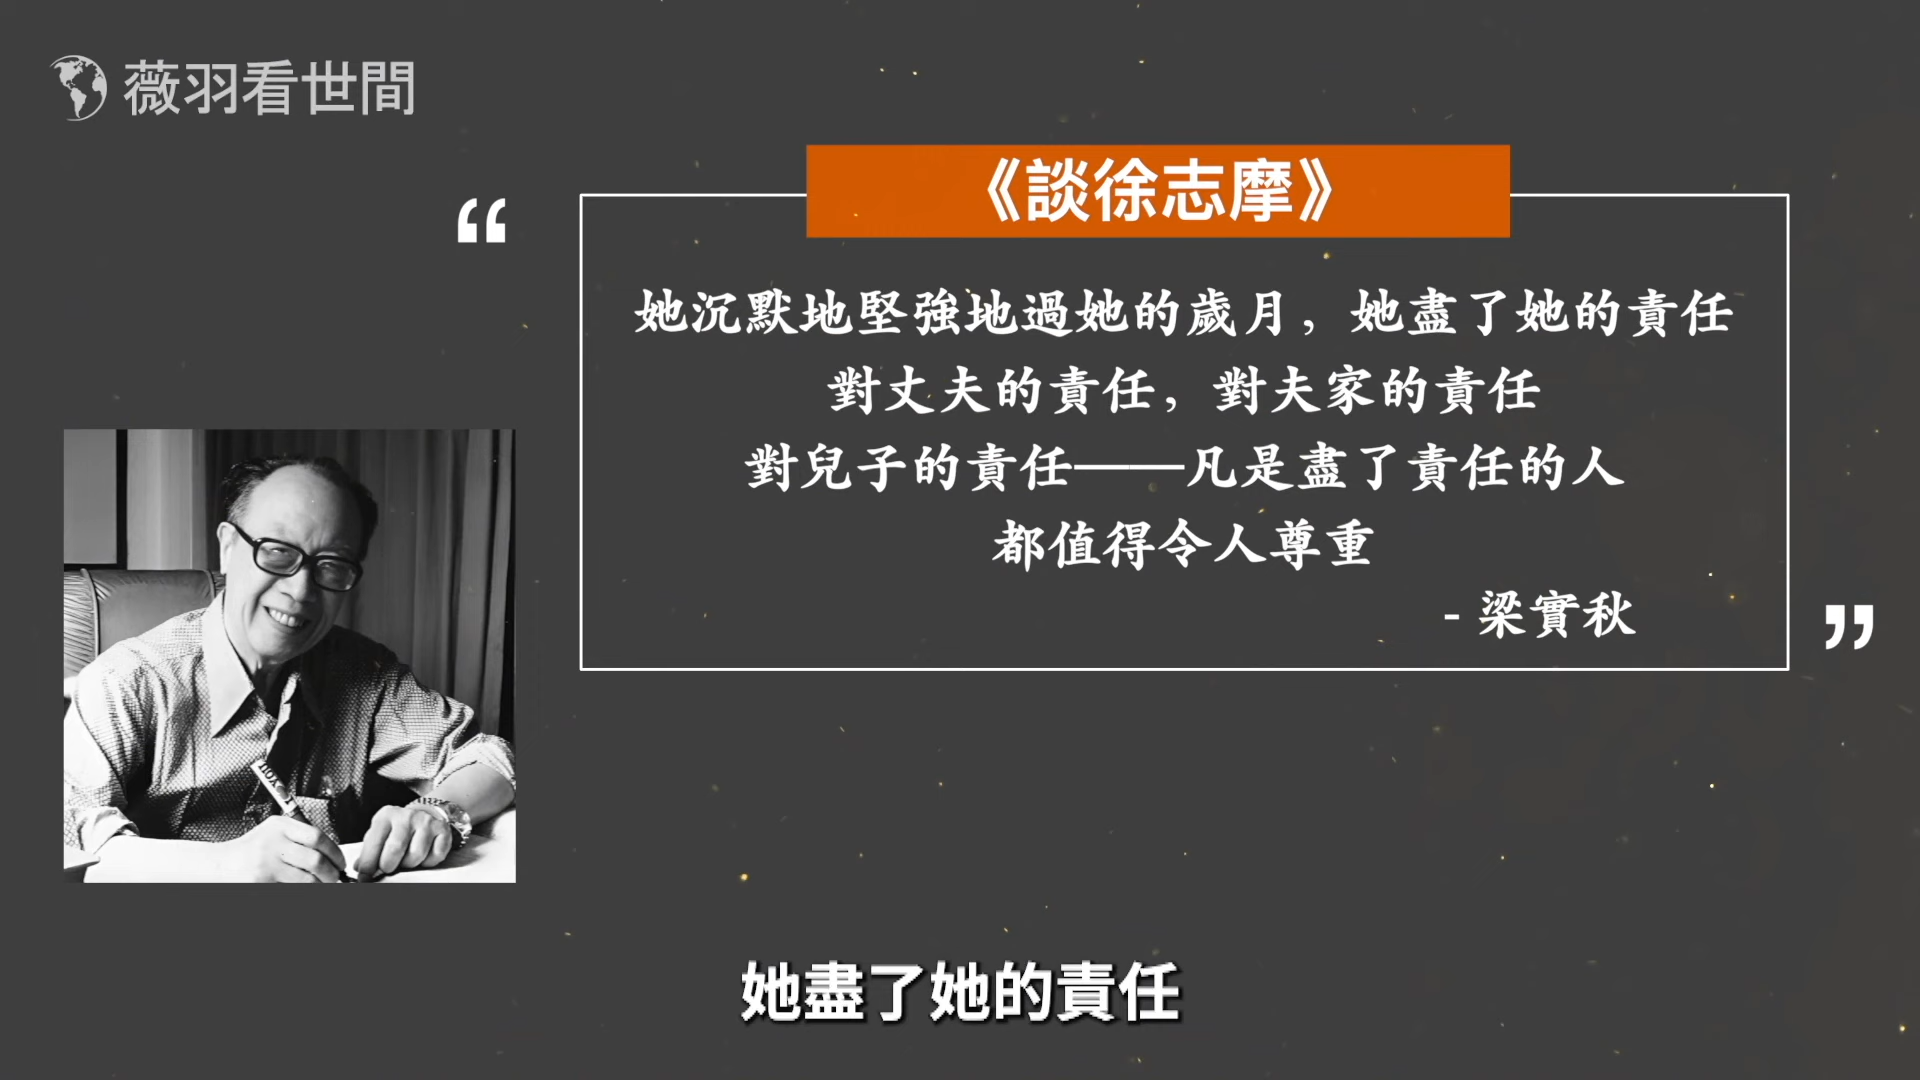 薇羽看世間
《談徐志摩》
她沉默地堅強地過她的歲月，她盡了她的責任
對丈夫的責任，對夫家的責任
對兒子的責任——凡是盡了責任的人
都值得令人尊重
- 梁實秋
她盡了她的責任